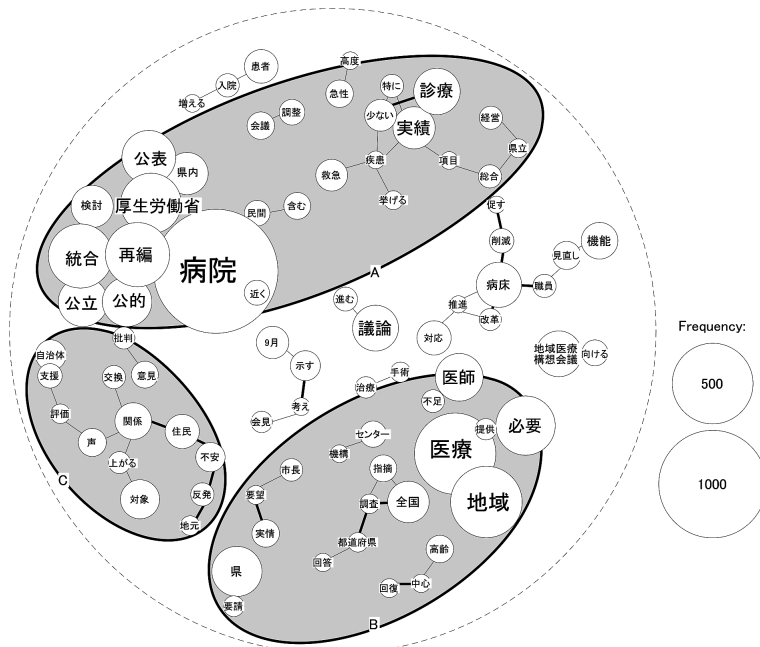 患者
入院
増える
高度
急性
特に
診療
少ない
実績
調整
会議
経営
県立
総合
項目
疾患
救急
挙げる
公表
県内
厚生労働省
検討
民間
含む
統合
再編
病院
近く
公立
公的
A
促す
削減
機能
見直し
病床
職員
推進
改革
対応
進む
議論
地域医療
構想会議
向ける
Frequency:
500
1000
9月
示す
考え
会見
批判
自治体
支援
交換
意見
評価
関係
住民
声
上がる
不安
対象
反発
地元
C
手術
治療
医師
不足
提供
必要
医療
地域
センター
機構
指摘
調査
全国
市長
要望
実情
都道府県
回答
高齢
中心
回復
県
要請
B